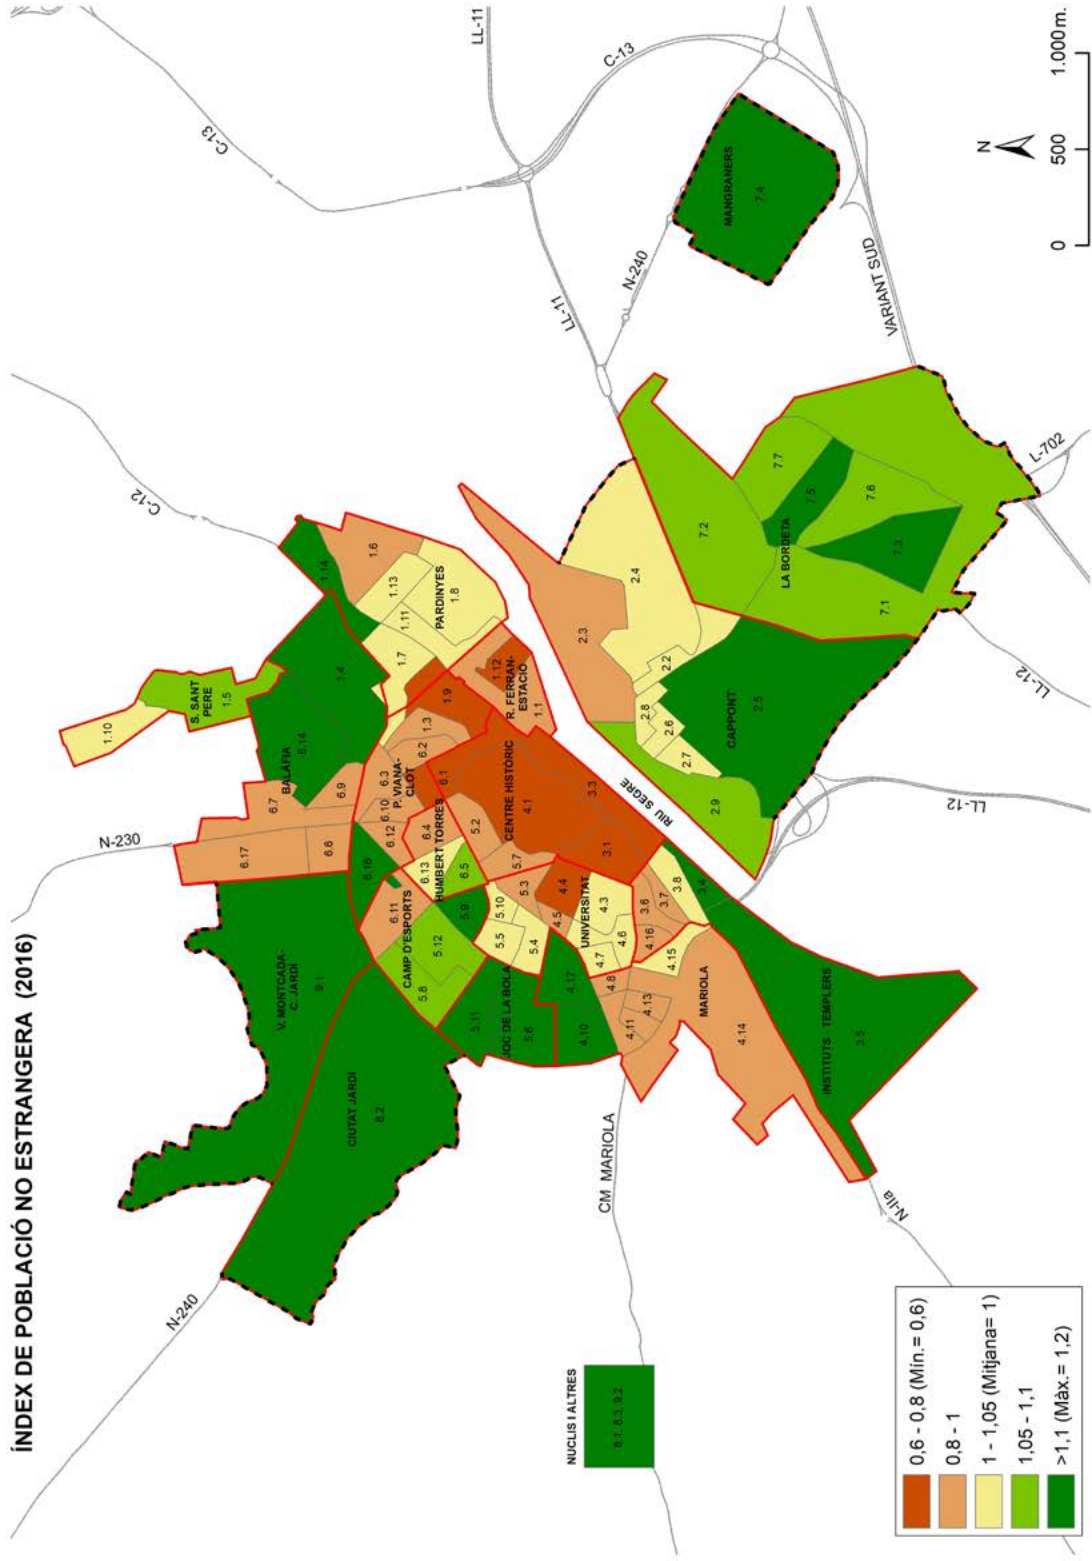 ÍNDEX DE POBLACIÓ NO ESTRANGERA (2016)
N-240
N-230
C-12
C-13
LL-11
C-13
LL-11
N-240
VARIANT SUD
L-702
LL-12
LL-12
N-IIa
CM MARIOLA
1.10
S. SANT
PERE
1.5
1.4
1.14
1.6
1.13
1.11
PARDINYES
1.8
1.7
1.9
1.12
R. FERRAN-
ESTACIÓ
1.1
1.3
BALÀFIA
6.14
6.7
6.9
6.17
6.3
P. VIANA-
CLOT
6.2
6.1
6.10
6.12
6.4
HUMBERT TORRES
6.13
6.5
6.16
6.11
CAMP D'ESPORTS
5.12
5.8
5.9
5.10
5.5
5.4
5.3
5.2
5.7
CENTRE HISTÒRIC
4.1
3.3
3.1
RIU SEGRE
4.4
4.5
UNIVERSITAT
4.3
4.6
4.7
3.6
3.7
3.8
3.4
4.16
4.15
4.8
4.13
4.11
4.17
4.10
MARIOLA
4.14
JOC DE LA BOLA
5.11
5.6
INSTITUTS - TEMPLERS
3.5
V. MONTCADA-
C. JARDÍ
9.1
CIUTAT JARDÍ
8.2
2.3
2.4
2.2
2.8
2.6
2.7
2.9
CAPPONT
2.5
7.2
7.7
7.5
7.6
LA BORDETA
7.3
7.1
MANGRANERS
7.4
NUCLIS I ALTRES
8.1, 8.3, 9.2
N
0 500 1.000m.
0,6 - 0,8 (Mín.= 0,6)
0,8 - 1
1 - 1,05 (Mitjana= 1)
1,05 - 1,1
>1,1 (Màx.= 1,2)